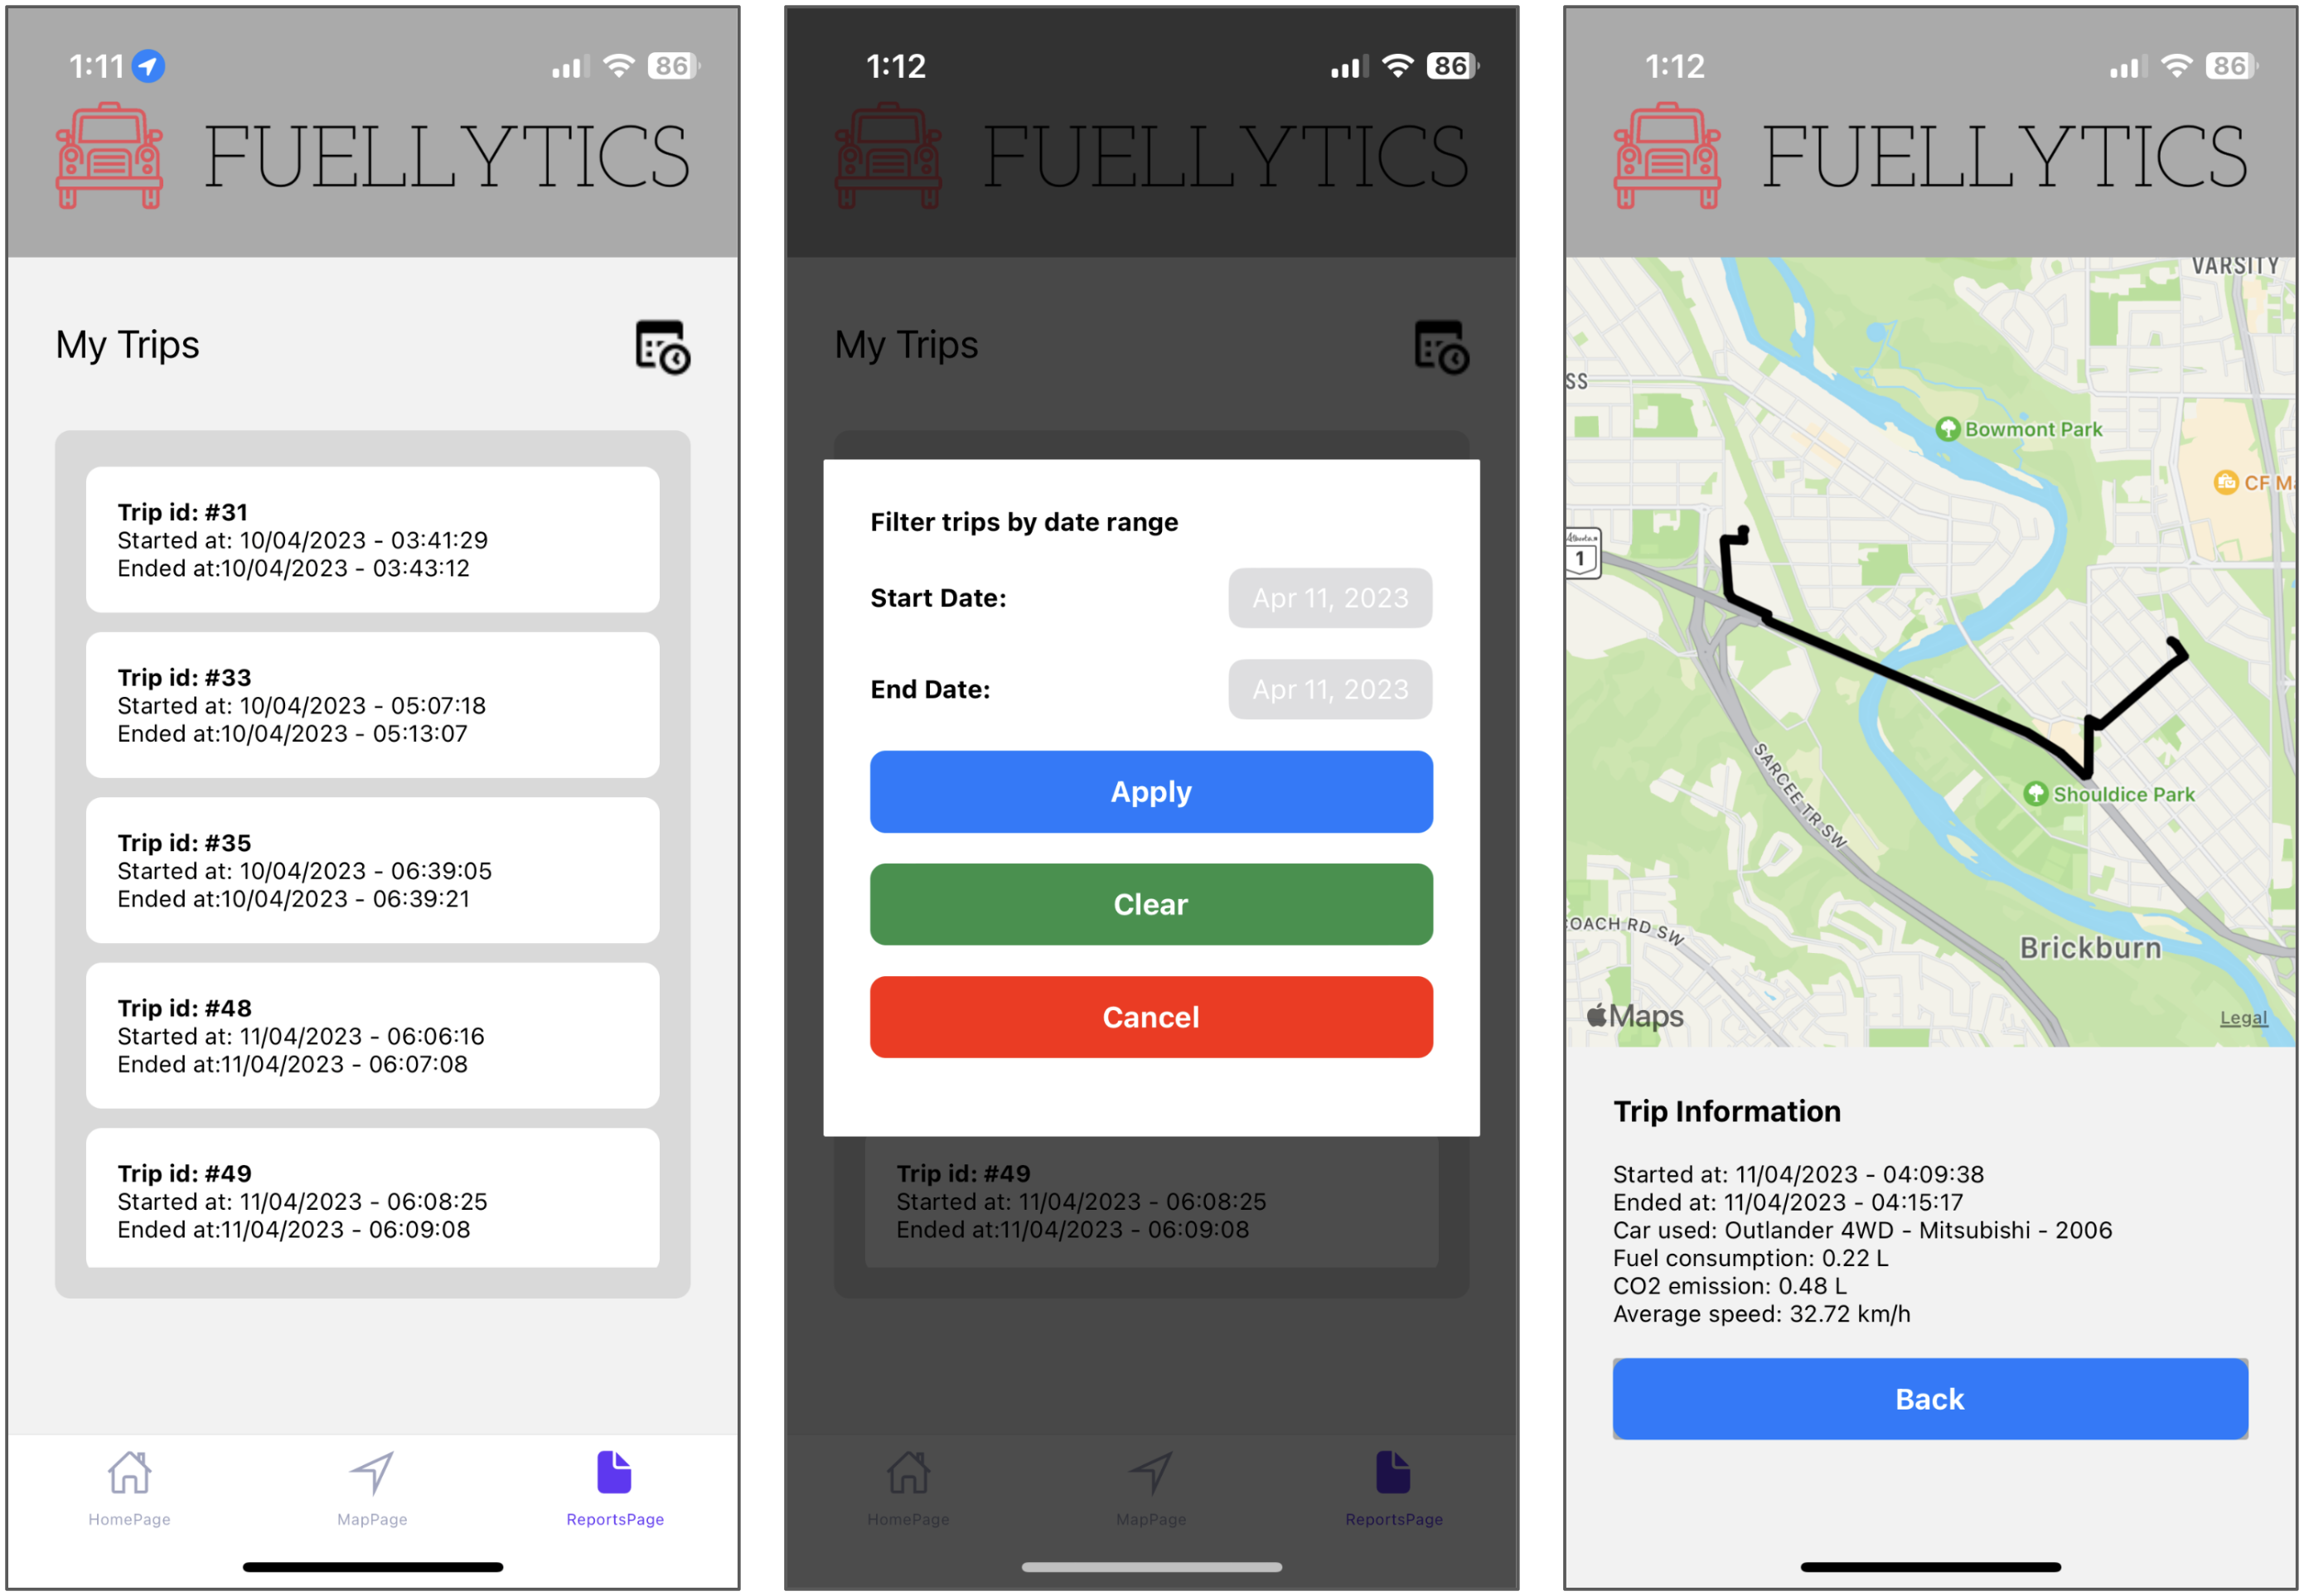 1:11
86
FUELLYTICS
My Trips
Trip id: #31
Started at: 10/04/2023 - 03:41:29
Ended at:10/04/2023 - 03:43:12
Trip id: #33
Started at: 10/04/2023 - 05:07:18
Ended at:10/04/2023 - 05:13:07
Trip id: #35
Started at: 10/04/2023 - 06:39:05
Ended at:10/04/2023 - 06:39:21
Trip id: #48
Started at: 11/04/2023 - 06:06:16
Ended at:11/04/2023 - 06:07:08
Trip id: #49
Started at: 11/04/2023 - 06:08:25
Ended at:11/04/2023 - 06:09:08
HomePage
MapPage
ReportsPage
1:12
86
FUELLYTICS
My Trips
Filter trips by date range
Start Date:
Apr 11, 2023
End Date:
Apr 11, 2023
Apply
Clear
Cancel
Trip id: #49
Started at: 11/04/2023 - 06:08:25
Ended at:11/04/2023 - 06:09:08
HomePage
MapPage
ReportsPage
1:12
86
FUELLYTICS
VARSITY
SS
Bowmont Park
CF M
Alberta
1
SARCEE TR SW
Shouldice Park
OACH RD SW
Brickburn
Maps
Legal
Trip Information
Started at: 11/04/2023 - 04:09:38
Ended at: 11/04/2023 - 04:15:17
Car used: Outlander 4WD - Mitsubishi - 2006
Fuel consumption: 0.22 L
CO2 emission: 0.48 L
Average speed: 32.72 km/h
Back